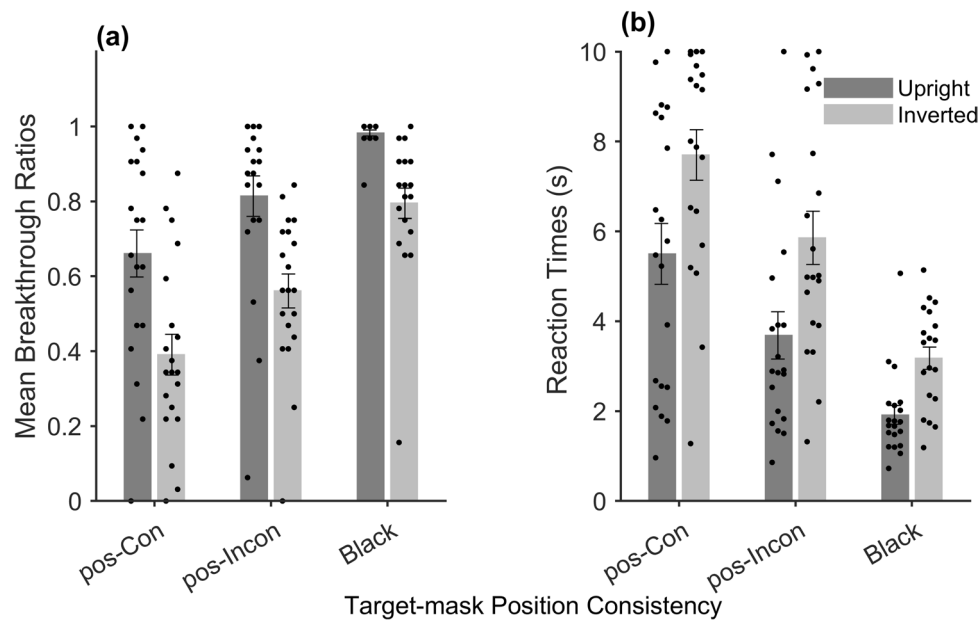 (a)
Mean Breakthrough Ratios
1
0.8
0.6
0.4
0.2
0
pos-Con
pos-Incon
Black
(b)
Reaction Times (s)
10
8
6
4
2
0
Upright
Inverted
pos-Con
pos-Incon
Black
Target-mask Position Consistency